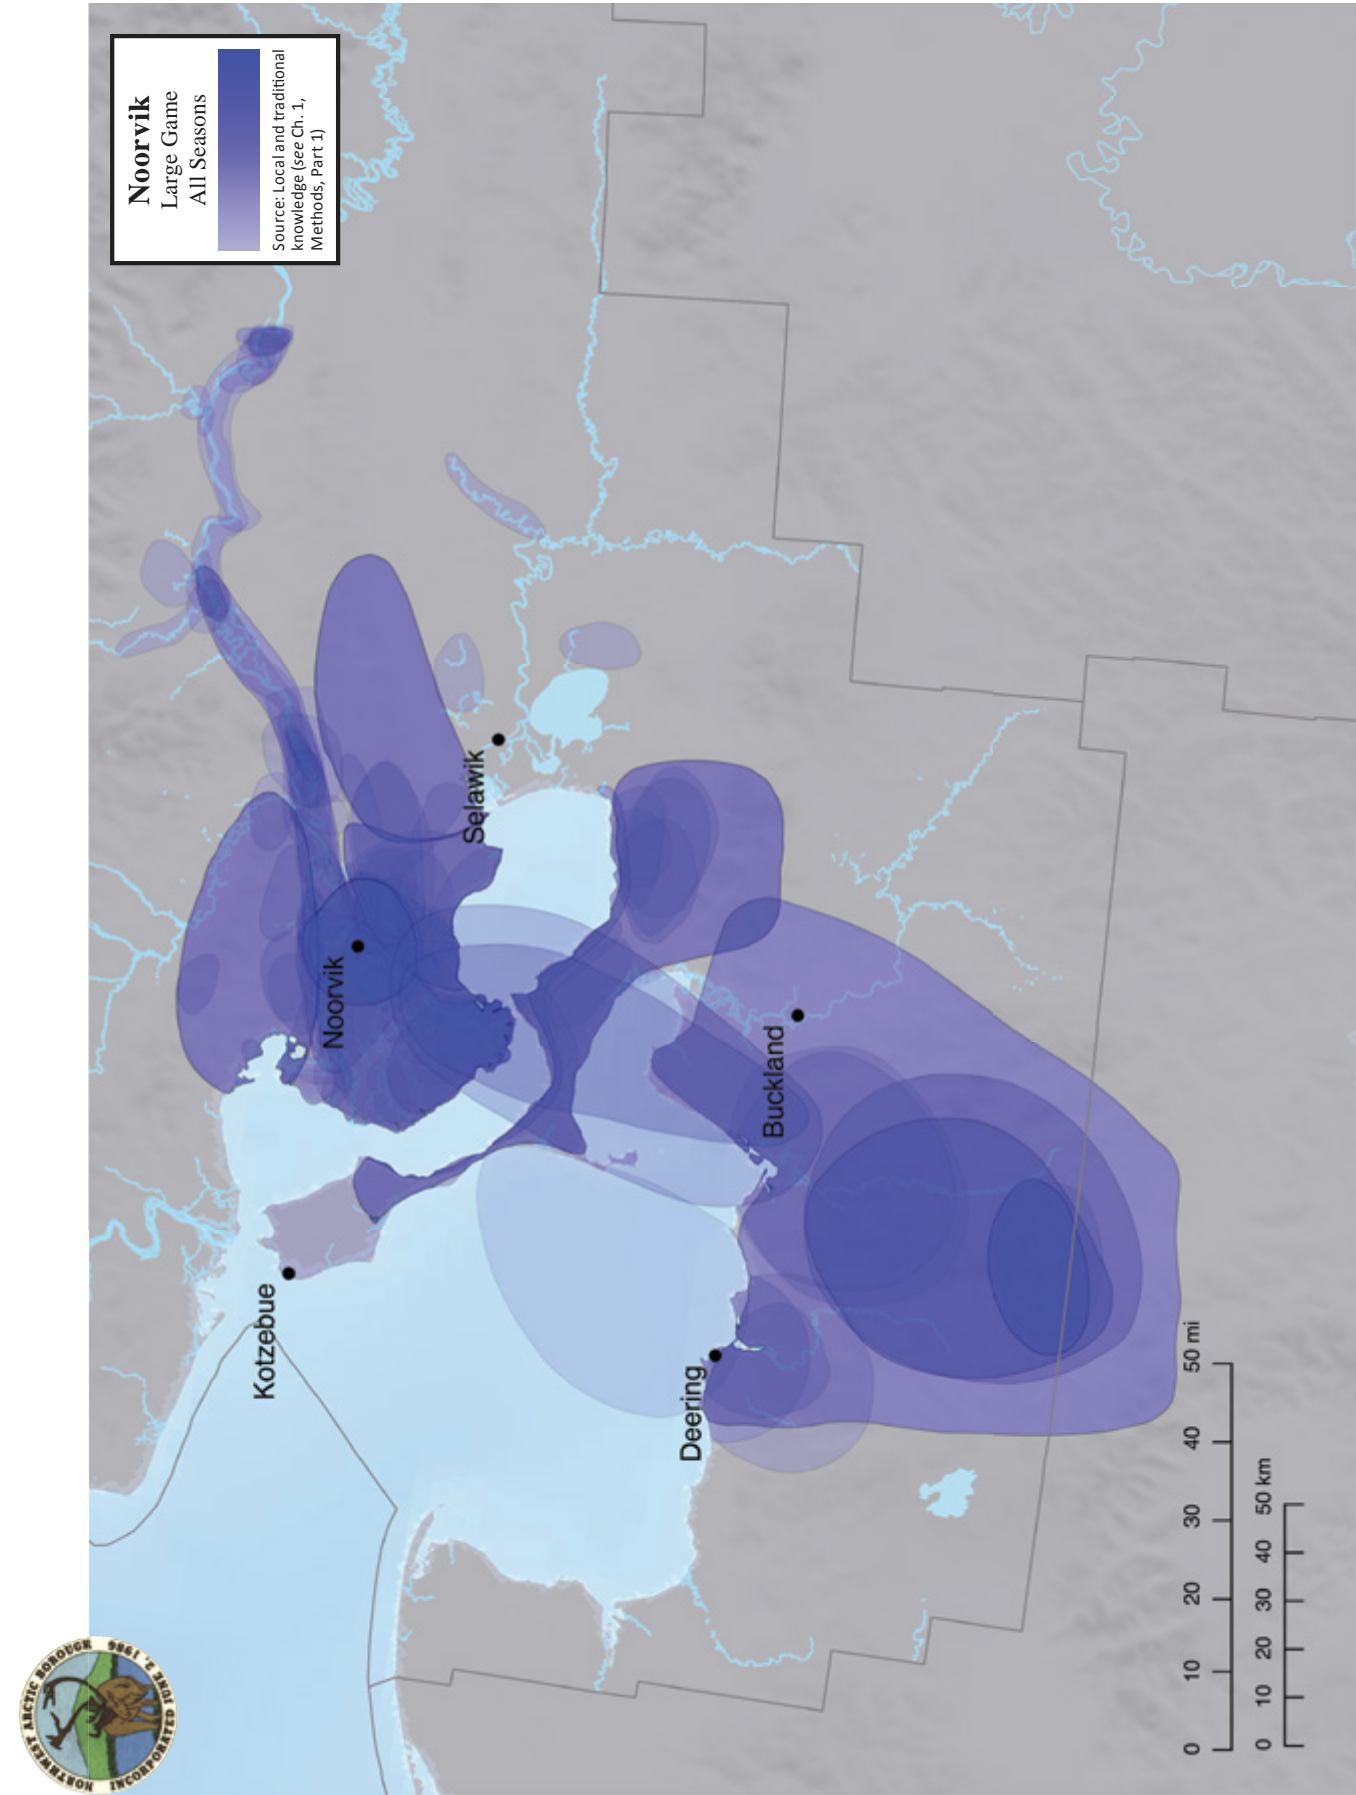 Noorvik
Large Game
All Seasons
Source: Local and traditional
knowledge (see Ch. 1,
Methods, Part 1)
Selawik
Noorvik
Buckland
Kotzebue
Deering
0 10 20 30 40 50 mi
0 10 20 30 40 50 km
NORTHWEST ARCTIC BOROUGH
INCORPORATED JUNE 2, 1986